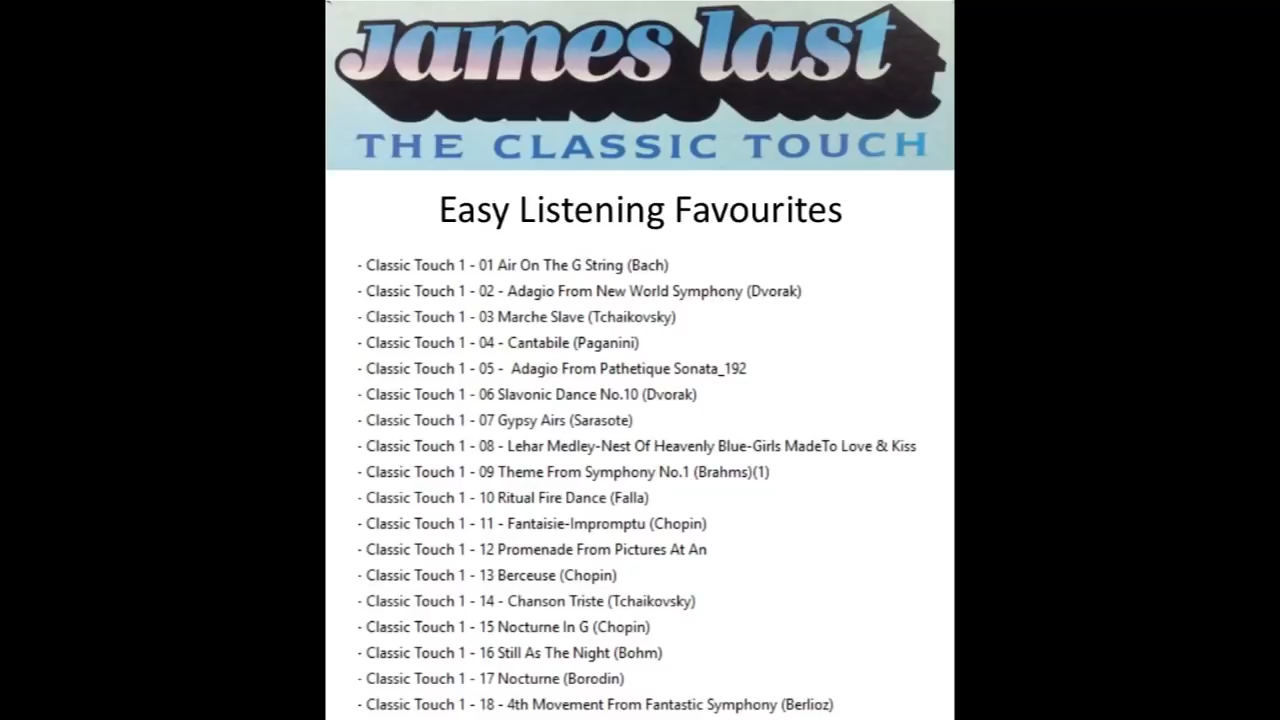 James Last
THE CLASSIC TOUCH
Easy Listening Favourites
- Classic Touch 1 - 01 Air On The G String (Bach)
- Classic Touch 1 - 02 - Adagio From New World Symphony (Dvorak)
- Classic Touch 1 - 03 Marche Slave (Tchaikovsky)
- Classic Touch 1 - 04 - Cantabile (Paganini)
- Classic Touch 1 - 05 -  Adagio From Pathetique Sonata_192
- Classic Touch 1 - 06 Slavonic Dance No.10 (Dvorak)
- Classic Touch 1 - 07 Gypsy Airs (Sarasote)
- Classic Touch 1 - 08 - Lehar Medley-Nest Of Heavenly Blue-Girls MadeTo Love & Kiss
- Classic Touch 1 - 09 Theme From Symphony No.1 (Brahms)(1)
- Classic Touch 1 - 10 Ritual Fire Dance (Falla)
- Classic Touch 1 - 11 - Fantaisie-Impromptu (Chopin)
- Classic Touch 1 - 12 Promenade From Pictures At An
- Classic Touch 1 - 13 Berceuse (Chopin)
- Classic Touch 1 - 14 - Chanson Triste (Tchaikovsky)
- Classic Touch 1 - 15 Nocturne In G (Chopin)
- Classic Touch 1 - 16 Still As The Night (Bohm)
- Classic Touch 1 - 17 Nocturne (Borodin)
- Classic Touch 1 - 18 - 4th Movement From Fantastic Symphony (Berlioz)